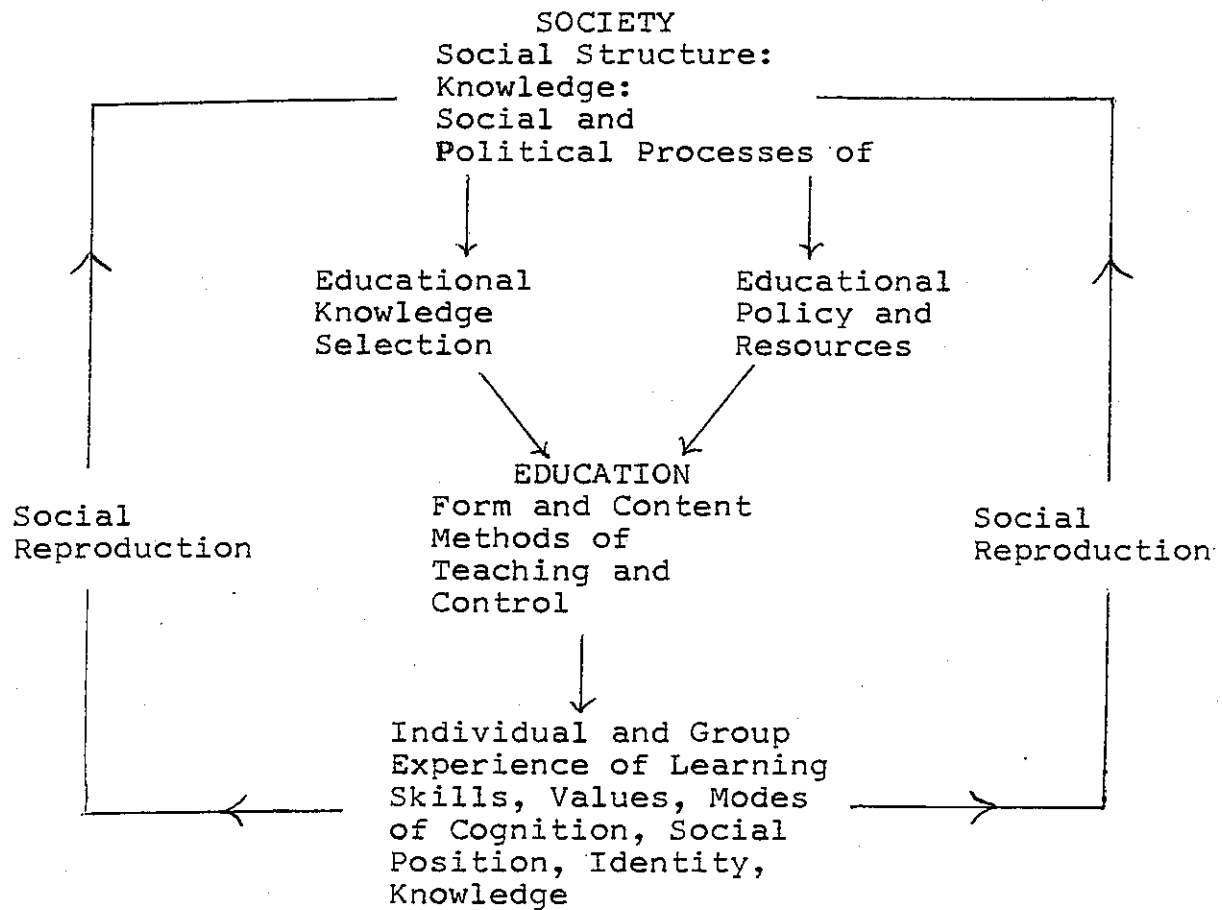 SOCIETY
Social Structure:
Knowledge:
Social and
Political Processes of
Educational
Knowledge
Selection
Educational
Policy and
Resources
EDUCATION
Form and Content
Methods of
Teaching and
Control
Social
Reproduction
Social
Reproduction
Individual and Group
Experience of Learning
Skills, Values, Modes
of Cognition, Social
Position, Identity,
Knowledge